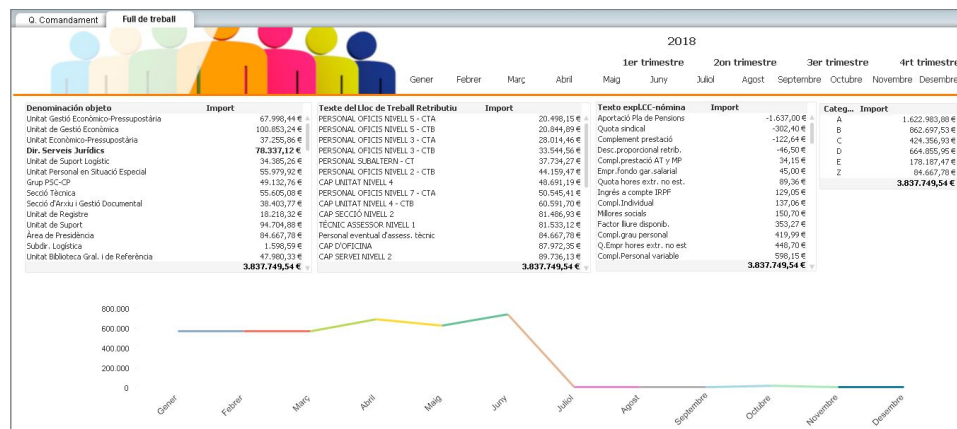 Q. Comandament Full de treball
2018
1er trimestre 2on trimestre 3er trimestre 4rt trimestre
Gener Febrer Març Abril Maig Juny Juliol Agost Septembre Octubre Novembre Desembre
Denominación objeto Import
Unitat Gestió Econòmico-Pressupostària 67.998,44 €
Unitat de Gestió Econòmica 100.853,24 €
Unitat Econòmico-Pressupostària 37.255,86 €
Dir. Serveis Jurídics 78.337,12 €
Unitat de Suport Logístic 34.385,26 €
Unitat Personal en Situació Especial 55.979,92 €
Grup PSC-CP 49.132,76 €
Secció Tècnica 55.605,08 €
Secció d'Arxiu i Gestió Documental 38.403,77 €
Unitat de Registre 18.218,32 €
Unitat de Suport 94.704,88 €
Àrea de Presidència 84.667,78 €
Subdir. Logística 1.598,59 €
Unitat Biblioteca Gral. i de Referència 47.980,33 €
3.837.749,54 €
Texte del Lloc de Treball Retributiu Import
PERSONAL OFICIS NIVELL 5 - CTA 20.498,15 €
PERSONAL OFICIS NIVELL 5 - CTB 20.844,89 €
PERSONAL OFICIS NIVELL 3 - CTA 28.014,46 €
PERSONAL OFICIS NIVELL 3 - CTB 33.544,56 €
PERSONAL SUBALTERN - CT 37.734,27 €
PERSONAL OFICIS NIVELL 2 - CTB 44.159,47 €
CAP UNITAT NIVELL 4 48.691,19 €
PERSONAL OFICIS NIVELL 7 - CTA 50.545,41 €
CAP UNITAT NIVELL 4 - CTB 60.591,70 €
CAP SECCIÓ NIVELL 2 81.486,93 €
TÈCNIC ASSESSOR NIVELL 1 81.533,12 €
Personal eventual d'assess. tècnic 84.667,78 €
CAP D'OFICINA 87.972,35 €
CAP SERVEI NIVELL 2 89.736,13 €
3.837.749,54 €
Texto expl.CC-nómina Import
Aportació Pla de Pensions -1.637,00 €
Quota sindical -302,40 €
Complement prestació -122,64 €
Desc.proporcional retrib. -46,50 €
Compl.prestació AT y MP 34,15 €
Empr.fondo gar.salarial 45,00 €
Quota hores extr. no est. 89,36 €
Ingrés a compte IRPF 129,05 €
Compl.Individual 137,06 €
Millores socials 150,70 €
Factor lliure disponib. 353,27 €
Compl.grau personal 419,99 €
Q.Empr hores extr. no est 448,70 €
Compl.Personal variable 598,15 €
3.837.749,54 €
Categ... Import
A 1.622.983,88 €
B 862.697,53 €
C 424.356,93 €
D 664.855,95 €
E 178.187,47 €
Z 84.667,78 €
3.837.749,54 €
800.000
600.000
400.000
200.000
0
Gener Febrer Març Abril Maig Juny Juliol Agost Septembre Octubre Novembre Desembre